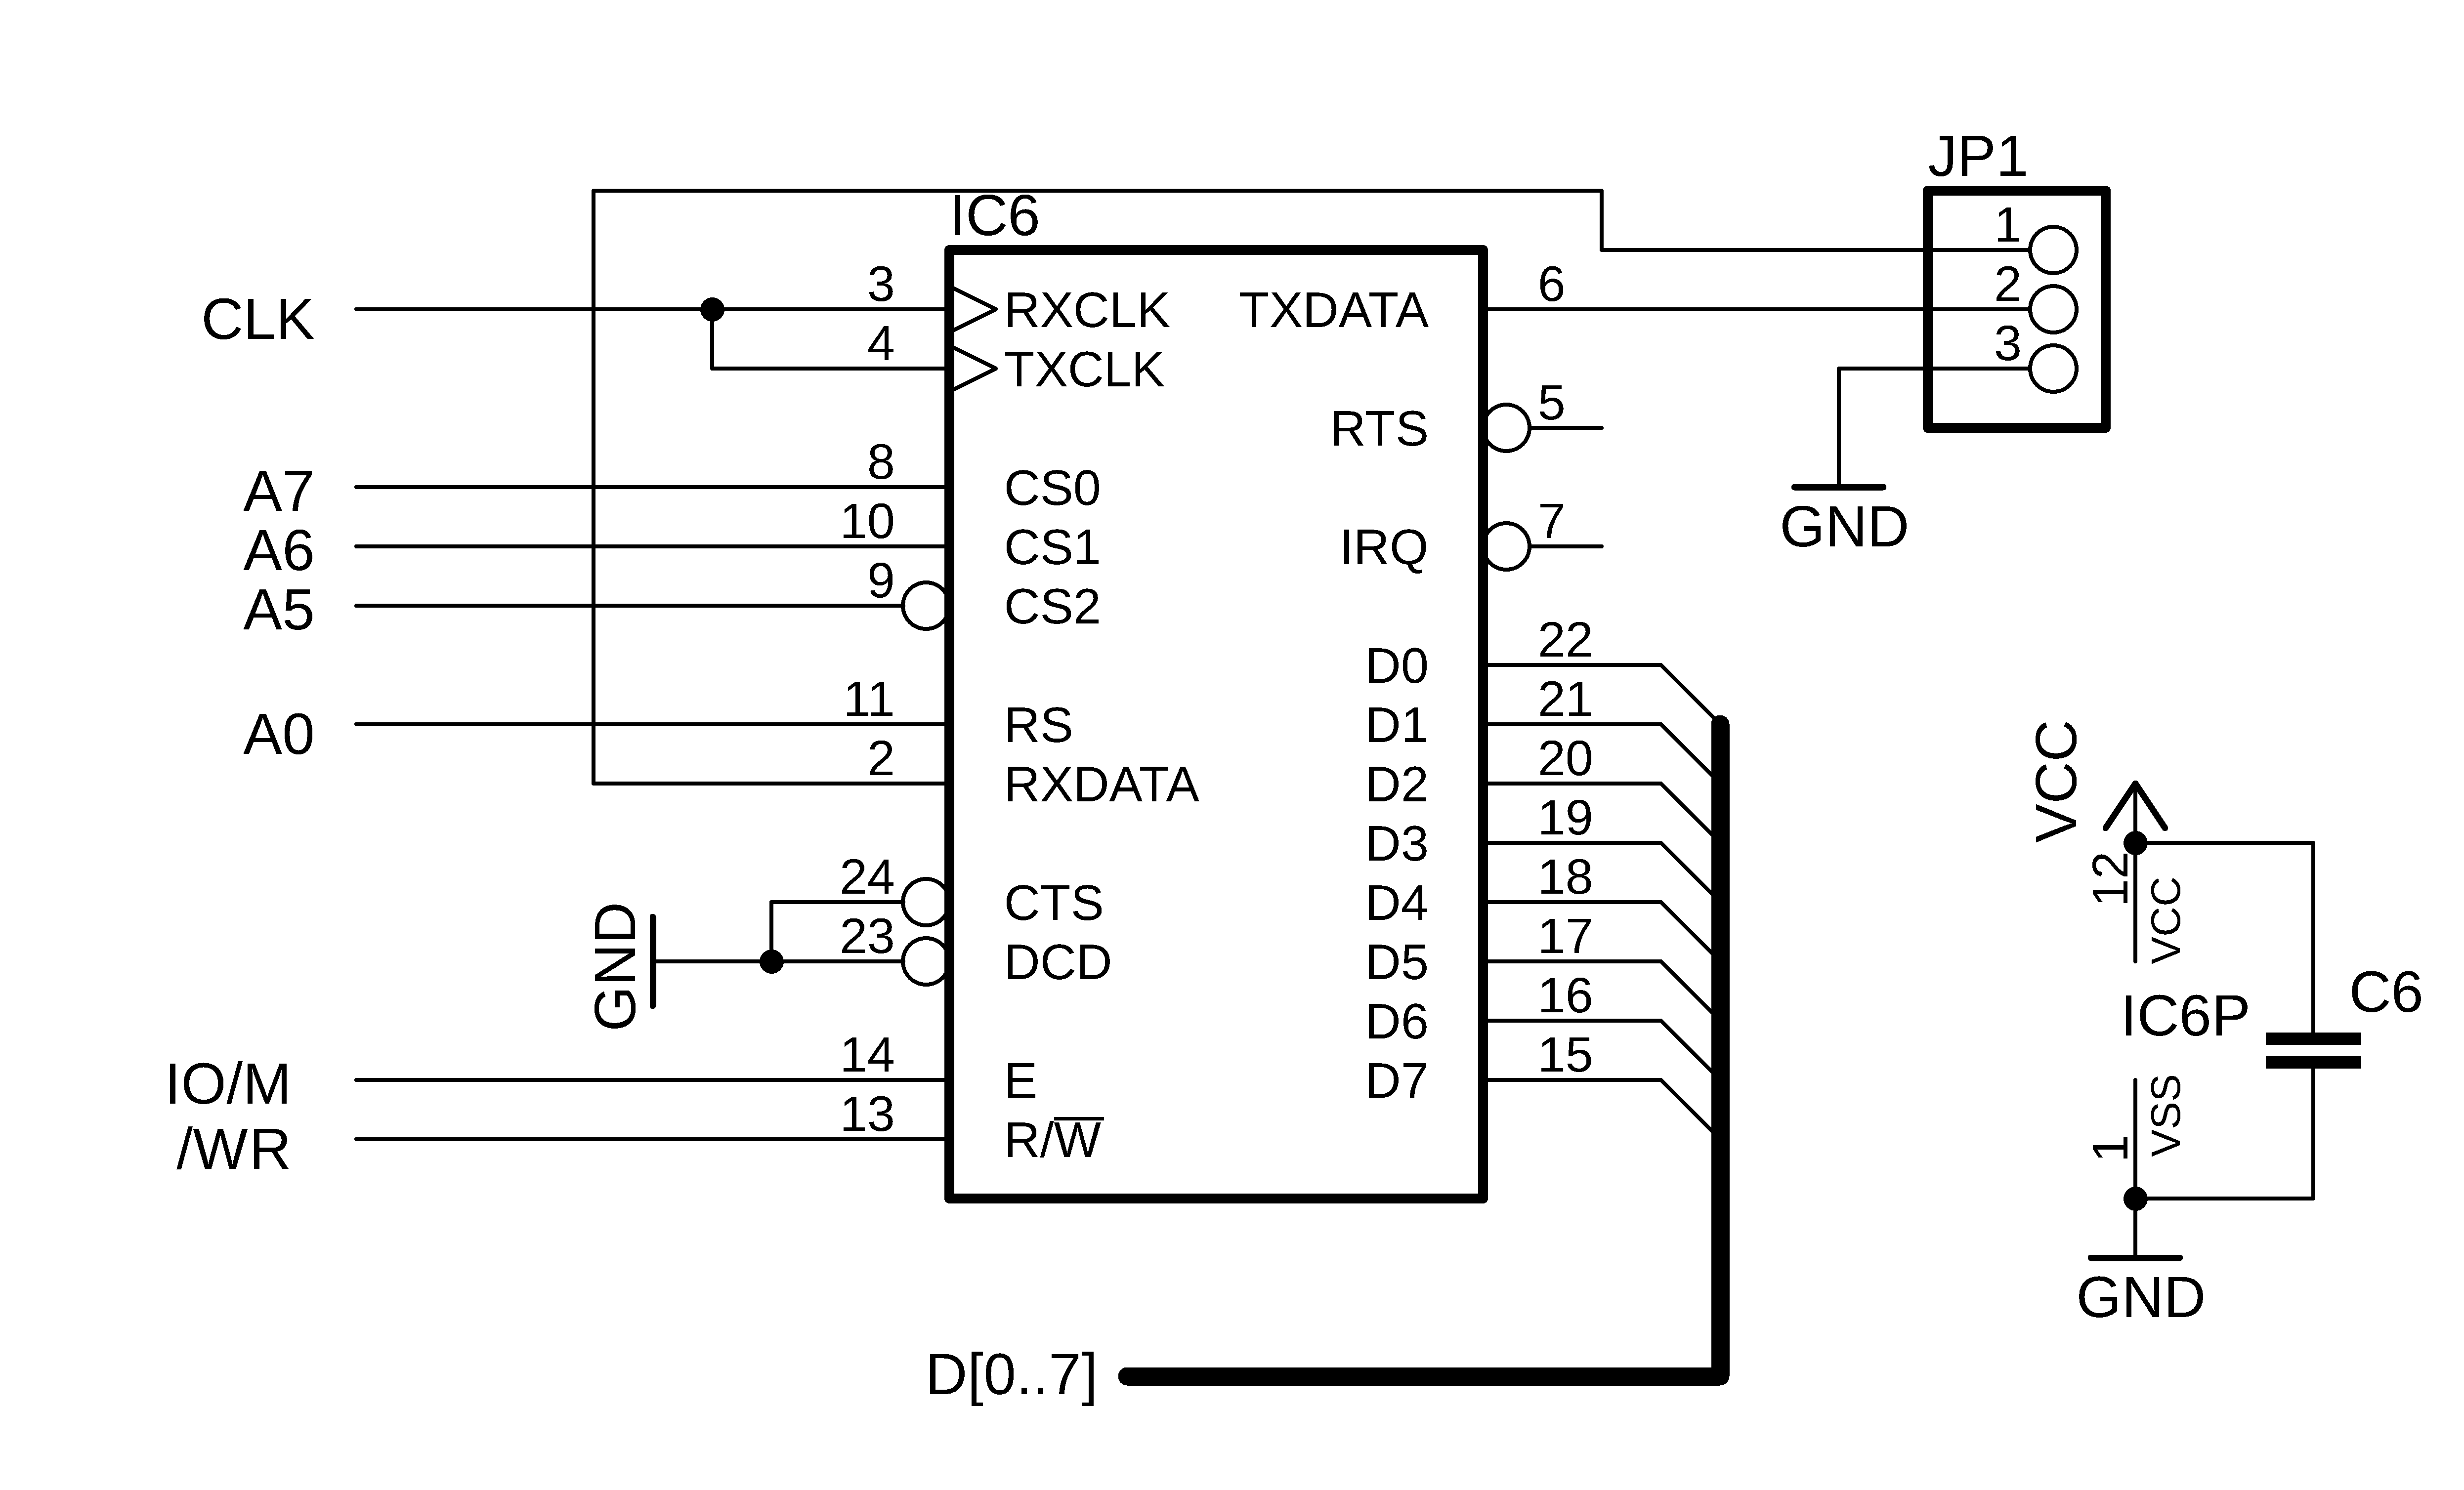 JP1
IC6
1
2
3
CLK
3
RXCLK
TXDATA
6
4
TXCLK
RTS
5
A7
8
CS0
A6
10
CS1
IRQ
7
GND
A5
9
CS2
D0
22
A0
11
RS
D1
21
2
RXDATA
D2
20
VCC
D3
19
24
CTS
D4
18
12
VCC
GND
23
DCD
D5
17
D6
16
IC6P
C6
IO/M
14
E
D7
15
/WR
13
R/W̅
1
VSS
GND
D[0..7]